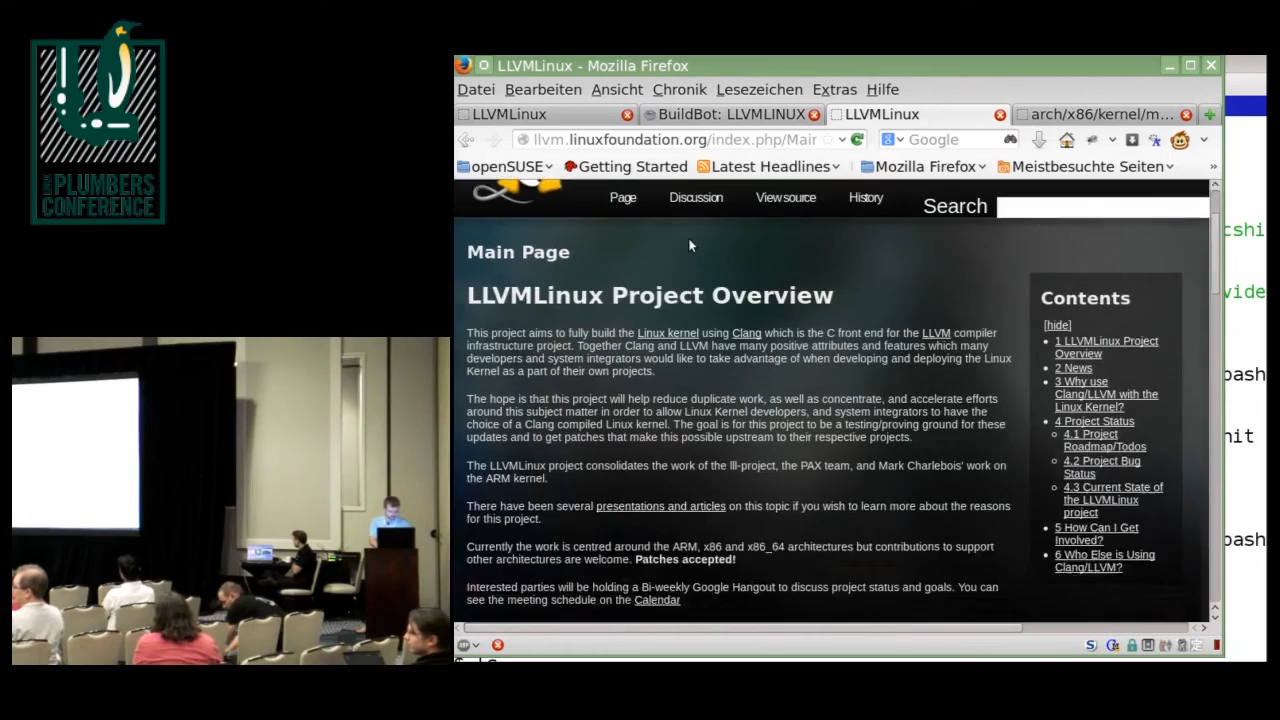 LINUX
PLUMBERS
CONFERENCE
LLVMLinux - Mozilla Firefox
Datei Bearbeiten Ansicht Chronik Lesezeichen Extras Hilfe
LLVMLinux BuildBot: LLVMLINUX LLVMLinux arch/x86/kernel/m...
llvm.linuxfoundation.org/index.php/Mair Google
openSUSE Getting Started Latest Headlines Mozilla Firefox Meistbesuchte Seiten »
Page Discussion View source History Search
Main Page
LLVMLinux Project Overview
This project aims to fully build the Linux kernel using Clang which is the C front end for the LLVM compiler
infrastructure project. Together Clang and LLVM have many positive attributes and features which many
developers and system integrators would like to take advantage of when developing and deploying the Linux
Kernel as a part of their own projects.
The hope is that this project will help reduce duplicate work, as well as concentrate, and accelerate efforts
around this subject matter in order to allow Linux Kernel developers, and system integrators to have the
choice of a Clang compiled Linux kernel. The goal is for this project to be a testing/proving ground for these
updates and to get patches that make this possible upstream to their respective projects.
The LLVMLinux project consolidates the work of the lll-project, the PAX team, and Mark Charlebois' work on
the ARM kernel.
There have been several presentations and articles on this topic if you wish to learn more about the reasons
for this project.
Currently the work is centred around the ARM, x86 and x86_64 architectures but contributions to support
other architectures are welcome. Patches accepted!
Interested parties will be holding a Bi-weekly Google Hangout to discuss project status and goals. You can
see the meeting schedule on the Calendar
Contents
[hide]
1 LLVMLinux Project
Overview
2 News
3 Why use
Clang/LLVM with the
Linux Kernel?
4 Project Status
4.1 Project
Roadmap/Todos
4.2 Project Bug
Status
4.3 Current State of
the LLVMLinux
project
5 How Can I Get
Involved?
6 Who Else is Using
Clang/LLVM?
cshi
vide
bash
nit
bash